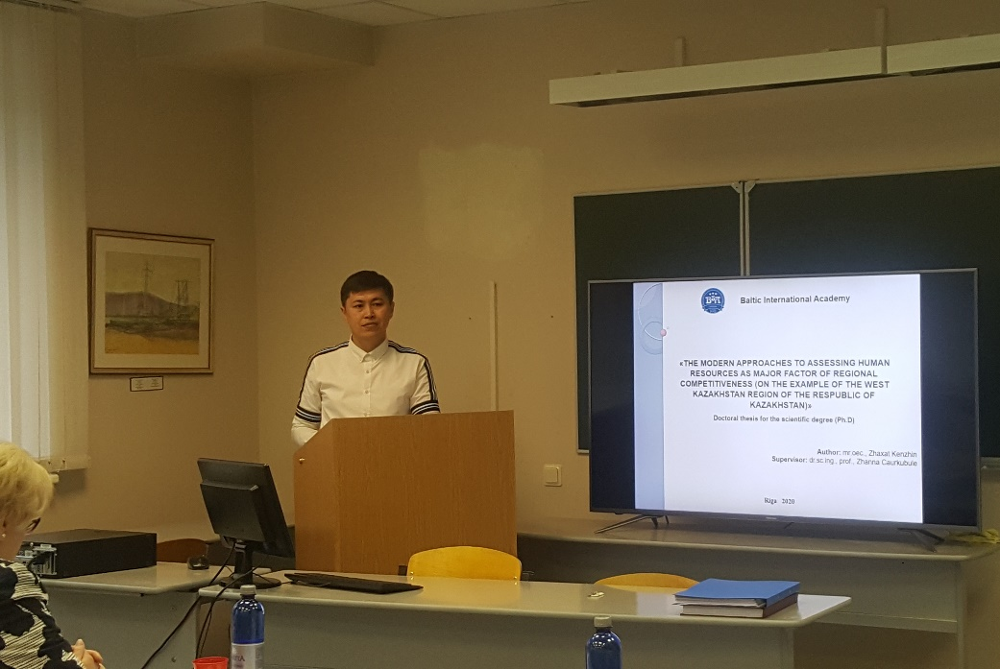 BSA
Baltic International Academy
«THE MODERN APPROACHES TO ASSESSING HUMAN
RESOURCES AS MAJOR FACTOR OF REGIONAL
COMPETITIVENESS (ON THE EXAMPLE OF THE WEST
KAZAKHSTAN REGION OF THE RESPUBLIC OF
KAZAKHSTAN)»
Doctoral thesis for the scientific degree (Ph.D)
Author: mr.oec., Zhaxat Kenzhin
Supervisor: dr.sc.ing., prof., Zhanna Caurkubule
Riga 2020